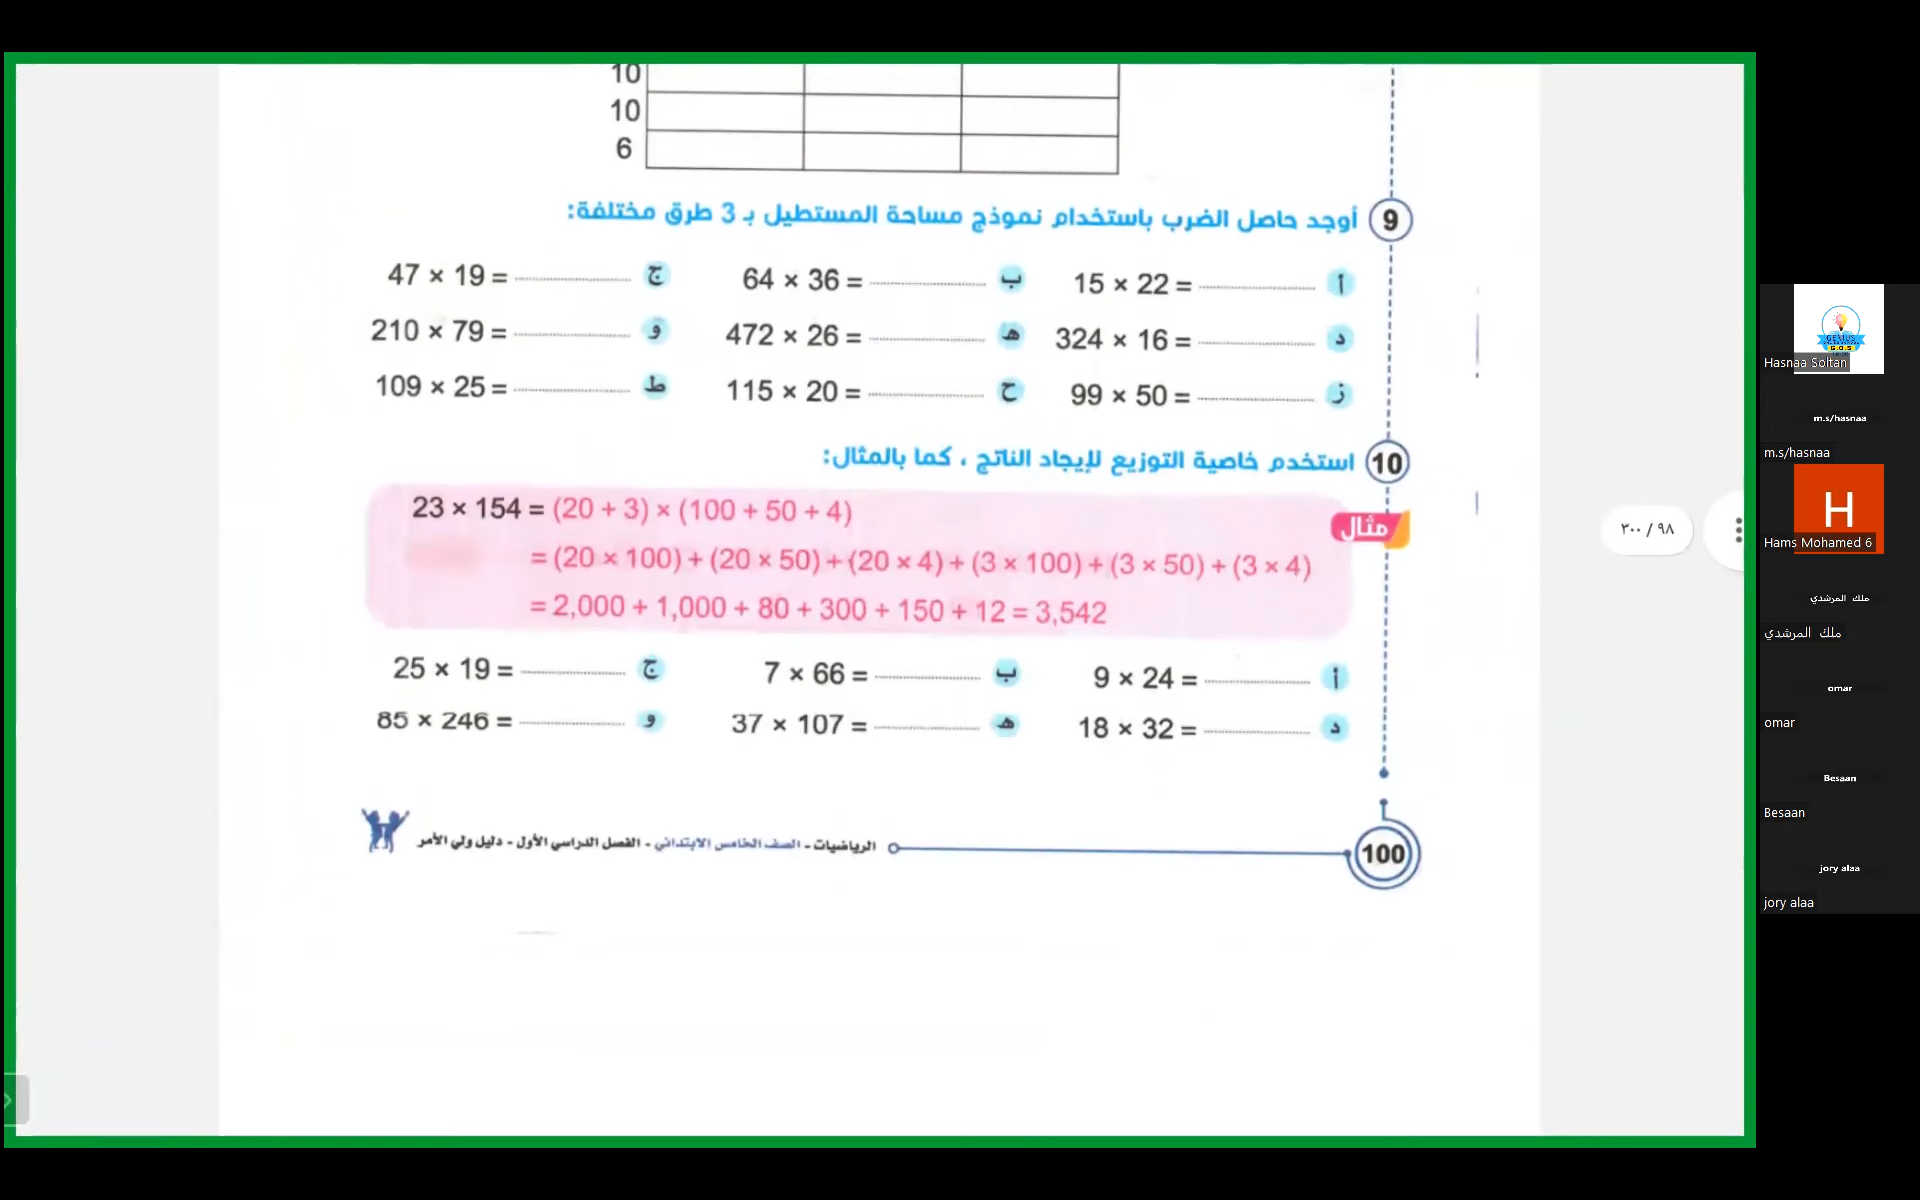 10
10
6
9 أوجد حاصل الضرب باستخدام نموذج مساحة المستطيل بـ 3 طرق مختلفة:
أ 15 × 22 = ب 64 × 36 = ج 47 × 19 =
د 324 × 16 = هـ 472 × 26 = و 210 × 79 =
ز 99 × 50 = ح 115 × 20 = ط 109 × 25 =
10 استخدم خاصية التوزيع لإيجاد الناتج ، كما بالمثال:
مثال
23 × 154 = (20 + 3) × (100 + 50 + 4)
= (20 × 100) + (20 × 50) + (20 × 4) + (3 × 100) + (3 × 50) + (3 × 4)
= 2,000 + 1,000 + 80 + 300 + 150 + 12 = 3,542
أ 9 × 24 = ب 7 × 66 = ج 25 × 19 =
د 18 × 32 = هـ 37 × 107 = و 85 × 246 =
100 الرياضيات - الصف الخامس الابتدائي - الفصل الدراسي الأول - دليل ولي الأمر
٩٨ / ٣٠٠
GENIUS
G.O.S
Hasnaa Soltan
m.s/hasnaa
m.s/hasnaa
H
Hams Mohamed 6
ملك المرشدي
ملك المرشدي
omar
omar
Besaan
Besaan
jory alaa
jory alaa